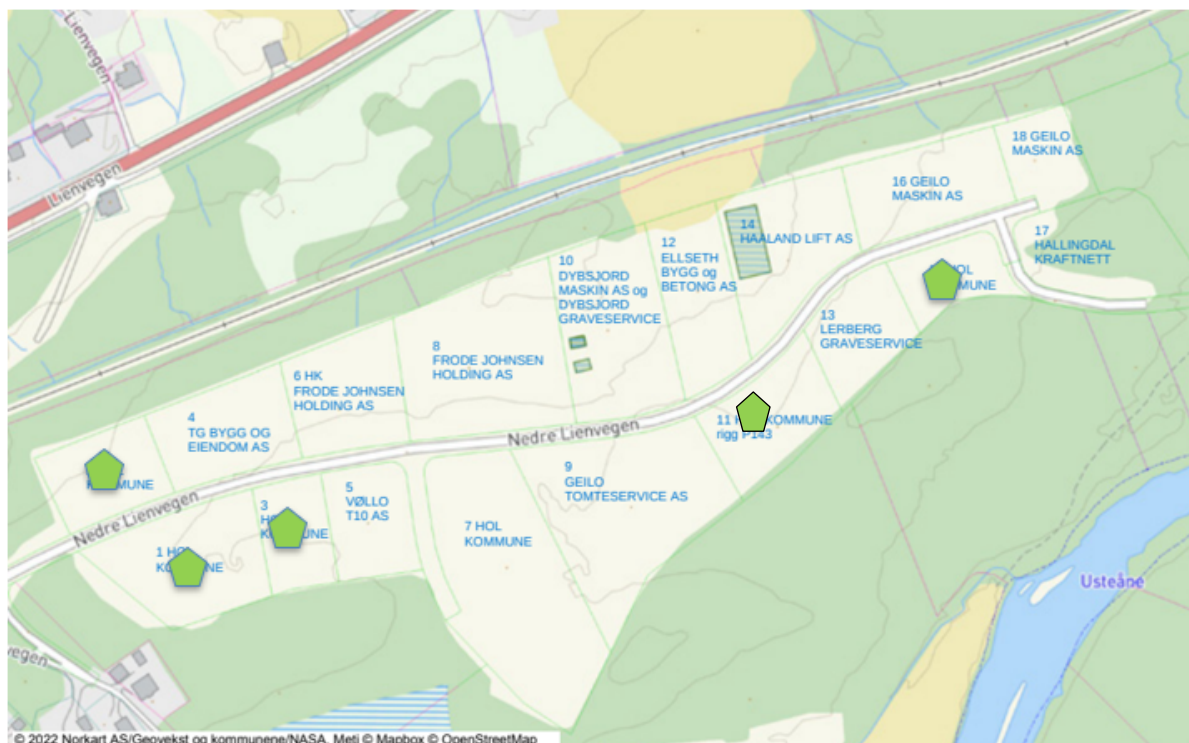 Lienvegen
Lienvegen
18 GEILO
MASKIN AS
16 GEILO
MASKIN AS
14
HAALAND LIFT AS
17
HALLINGDAL
KRAFTNETT
12
ELLSETH
BYGG og
BETONG AS
10
DYBSJORD
MASKIN AS og
DYBSJORD
GRAVESERVICE
13
LERBERG
GRAVESERVICE
8
FRODE JOHNSEN
HOLDING AS
6 HK
FRODE JOHNSEN
HOLDING AS
4
TG BYGG OG
EIENDOM AS
Nedre Lienvegen
11 KOMMUNE
rigg P143
9
GEILO
TOMTESERVICE AS
5
VØLLO
T10 AS
3
Nedre Lienvegen
7 HOL
KOMMUNE
1
Usteåne
vegen
© 2022 Norkart AS/Geovekst og kommunene/NASA, Meti © Mapbox © OpenStreetMap